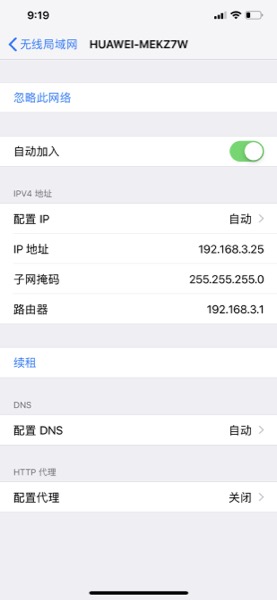 9:19
无线局域网 HUAWEI-MEKZ7W
忽略此网络
自动加入
IPV4 地址
配置 IP 自动
IP 地址 192.168.3.25
子网掩码 255.255.255.0
路由器 192.168.3.1
续租
DNS
配置 DNS 自动
HTTP 代理
配置代理 关闭